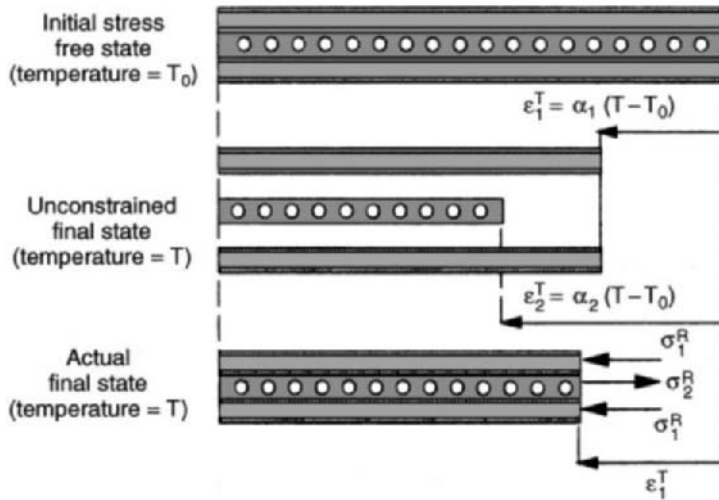 Initial stress
free state
(temperature = T₀)
ε₁ᵀ = α₁ (T – T₀)
Unconstrained
final state
(temperature = T)
ε₂ᵀ = α₂ (T – T₀)
Actual
final state
(temperature = T)
σ₁ᴿ
σ₂ᴿ
σ₁ᴿ
ε₁ᵀ